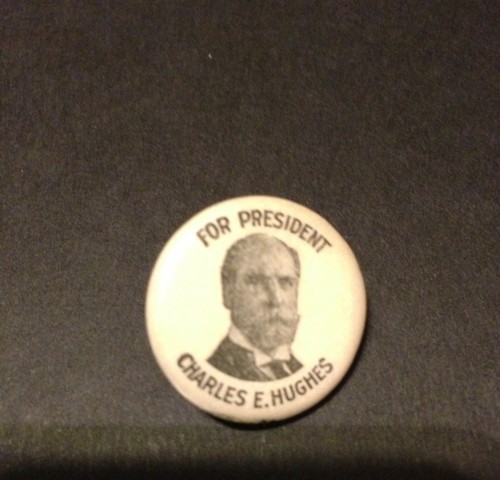 FOR PRESIDENT
CHARLES E. HUGHES